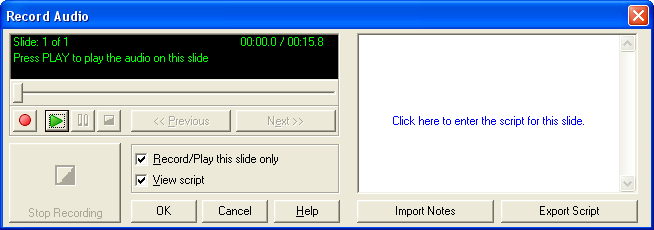 Record Audio
Slide: 1 of 1 00:00.0 / 00:15.8
Press PLAY to play the audio on this slide
<< Previous
Next >>
Click here to enter the script for this slide.
Stop Recording
Record/Play this slide only
View script
OK
Cancel
Help
Import Notes
Export Script